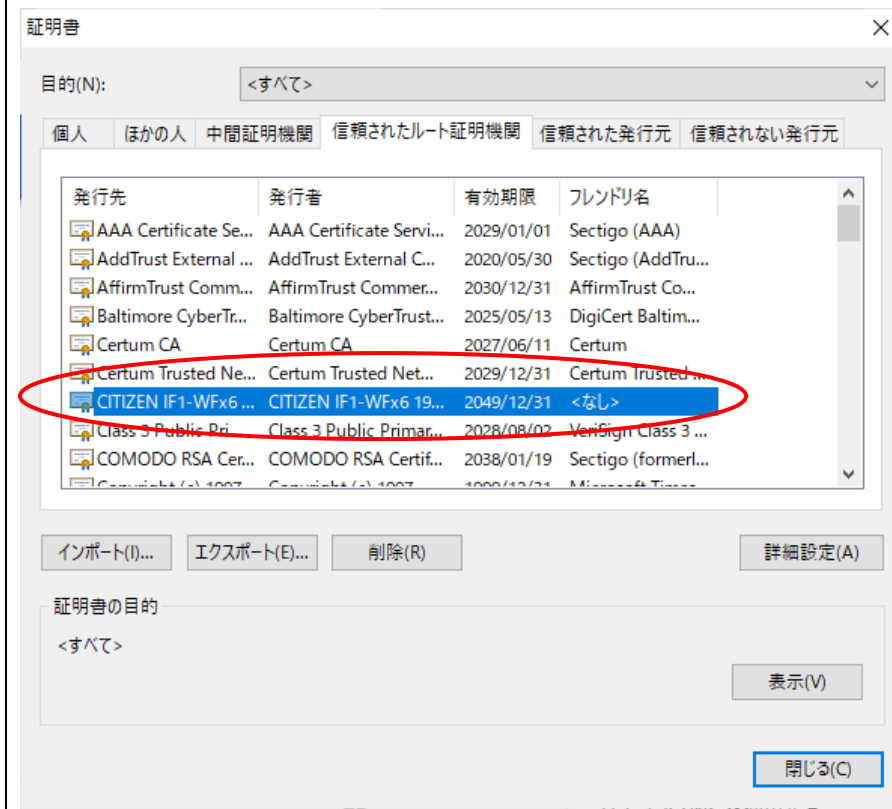 証明書
目的(N): <すべて>
個人 ほかの人 中間証明機関 信頼されたルート証明機関 信頼された発行元 信頼されない発行元
発行先 発行者 有効期限 フレンドリ名
AAA Certificate Se... AAA Certificate Servi... 2029/01/01 Sectigo (AAA)
AddTrust External ... AddTrust External C... 2020/05/30 Sectigo (AddTru...
AffirmTrust Comm... AffirmTrust Commer... 2030/12/31 AffirmTrust Co...
Baltimore CyberTr... Baltimore CyberTrust... 2025/05/13 DigiCert Baltim...
Certum CA Certum CA 2027/06/11 Certum
Certum Trusted Ne... Certum Trusted Net... 2029/12/31 Certum Trusted ...
CITIZEN IF1-WFx6 ... CITIZEN IF1-WFx6 19... 2049/12/31 <なし>
Class 3 Public Pri... Class 3 Public Primar... 2028/08/02 VeriSign Class 3 ...
COMODO RSA Cer... COMODO RSA Certif... 2038/01/19 Sectigo (formerl...
インポート(I)... エクスポート(E)... 削除(R) 詳細設定(A)
証明書の目的
<すべて>
表示(V)
閉じる(C)